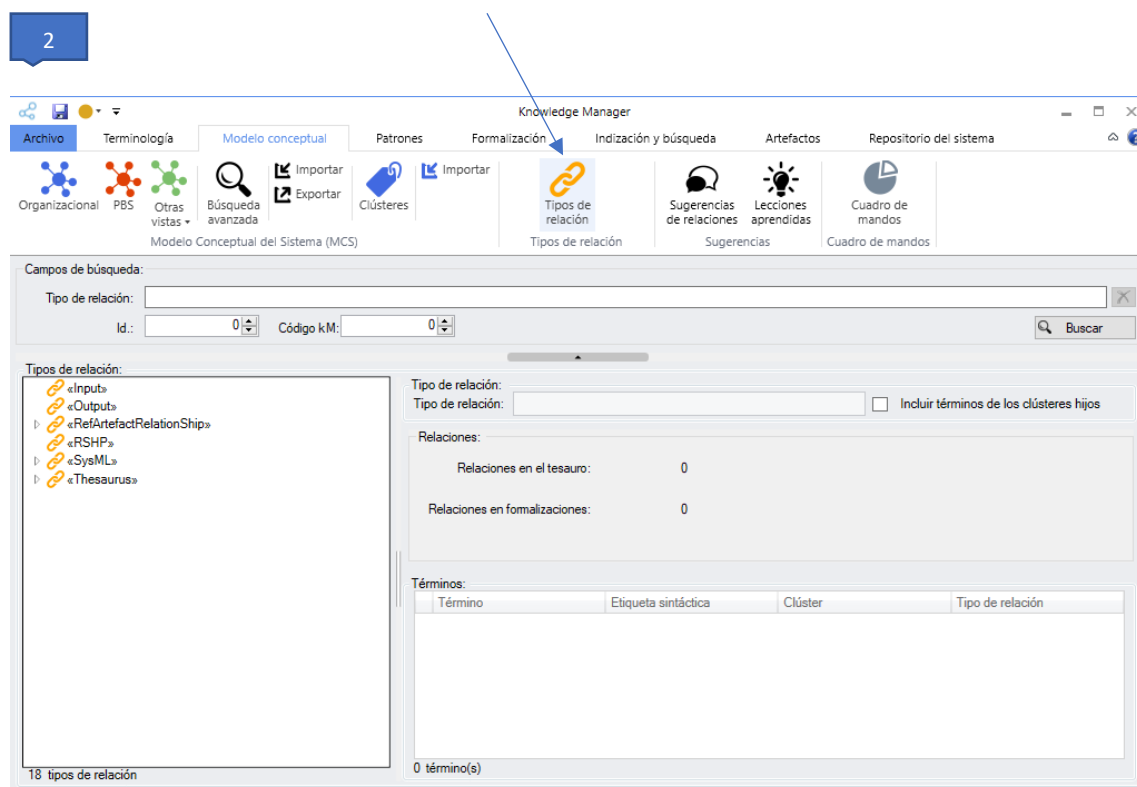 2
Knowledge Manager
Archivo Terminología Modelo conceptual Patrones Formalización Indización y búsqueda Artefactos Repositorio del sistema
Organizacional PBS Otras vistas Búsqueda avanzada Importar Exportar Clústeres Importar Tipos de relación Sugerencias de relaciones Lecciones aprendidas Cuadro de mandos
Modelo Conceptual del Sistema (MCS) Tipos de relación Sugerencias Cuadro de mandos
Campos de búsqueda:
Tipo de relación:
Id.: 0 Código kM: 0 Buscar
Tipos de relación:
«Input»
«Output»
«RefArtefactRelationShip»
«RSHP»
«SysML»
«Thesaurus»
18 tipos de relación
Tipo de relación:
Tipo de relación: Incluir términos de los clústeres hijos
Relaciones:
Relaciones en el tesauro: 0
Relaciones en formalizaciones: 0
Términos:
Término Etiqueta sintáctica Clúster Tipo de relación
0 término(s)